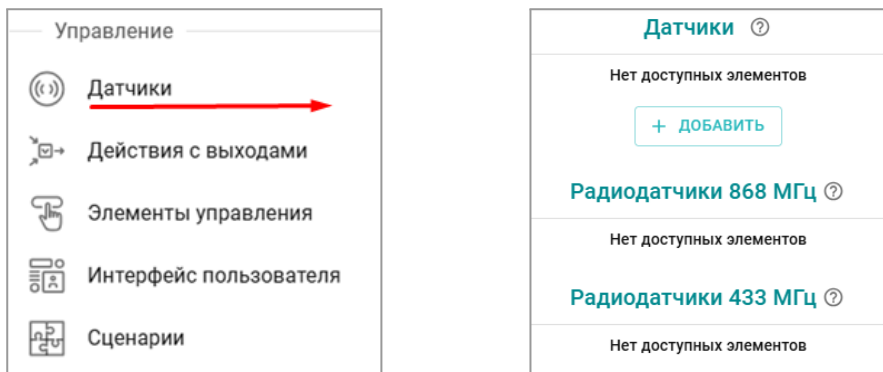 Управление
Датчики
Действия с выходами
Элементы управления
Интерфейс пользователя
Сценарии
Датчики ?
Нет доступных элементов
+ ДОБАВИТЬ
Радиодатчики 868 МГц ?
Нет доступных элементов
Радиодатчики 433 МГц ?
Нет доступных элементов